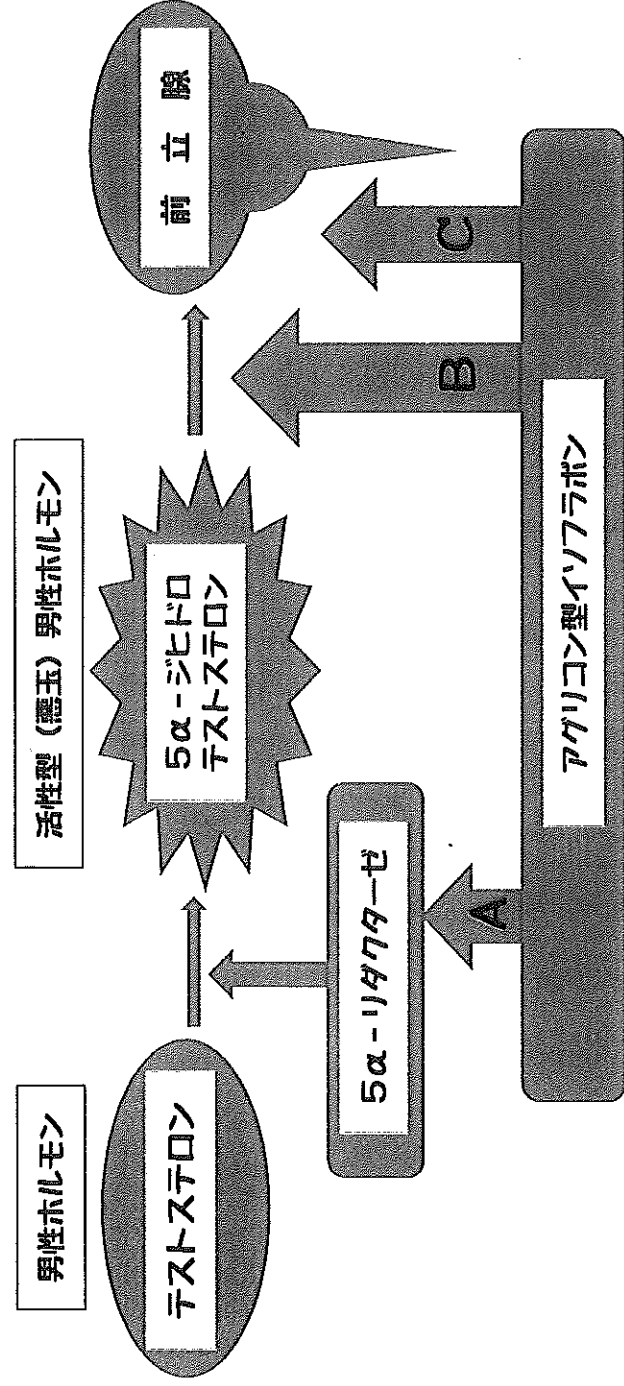 男性ホルモン
テストステロン
活性型（悪玉）男性ホルモン
5α-ジヒドロ
テストステロン
前立腺
5α-リダクターゼ
A
B
C
アグリコン型イソフラボン